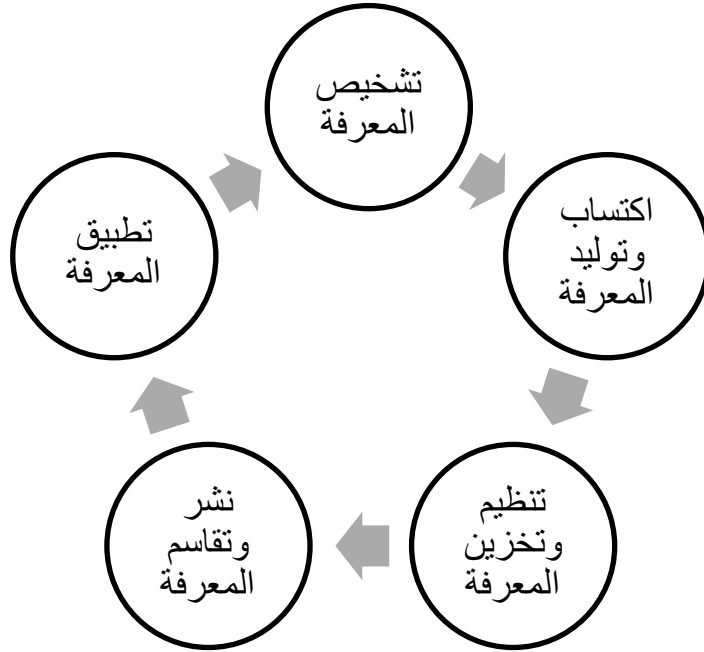 تشخيص
المعرفة
اكتساب
وتوليد
المعرفة
تنظيم
وتخزين
المعرفة
نشر
وتقاسم
المعرفة
تطبيق
المعرفة